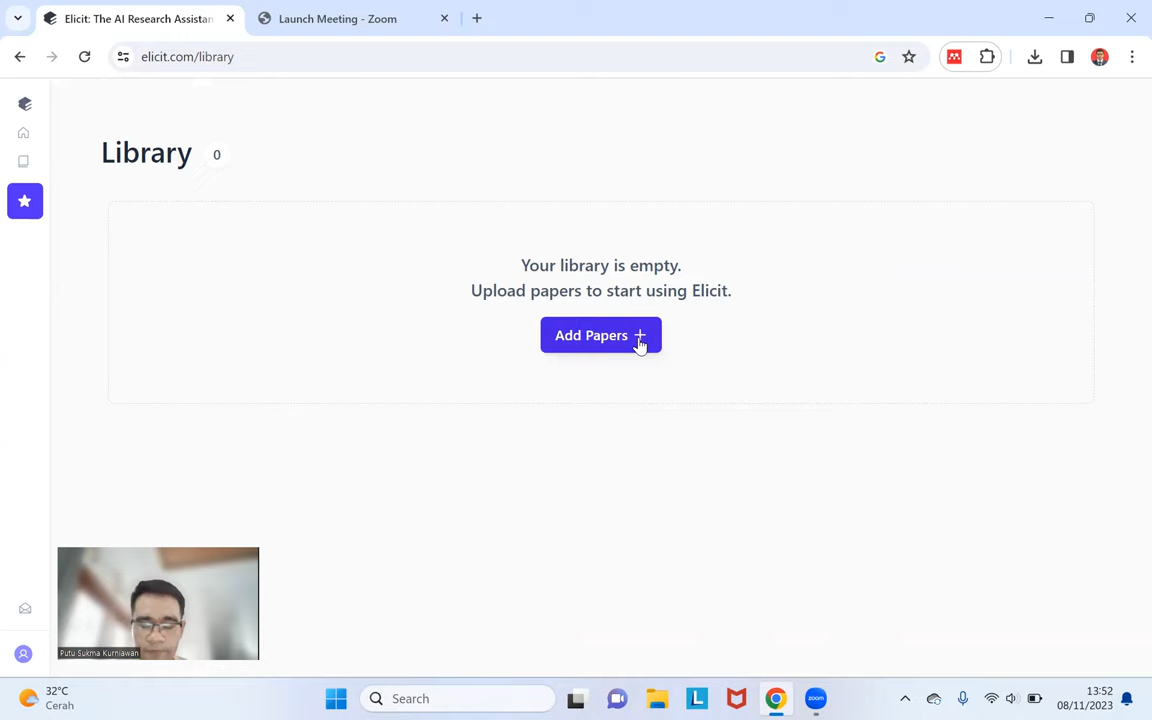 Elicit: The AI Research Assistan
Launch Meeting - Zoom
elicit.com/library
Library 0
Your library is empty.
Upload papers to start using Elicit.
Add Papers +
Putu Sukma Kurniawan
32°C
Cerah
Search
zoom
13:52
08/11/2023